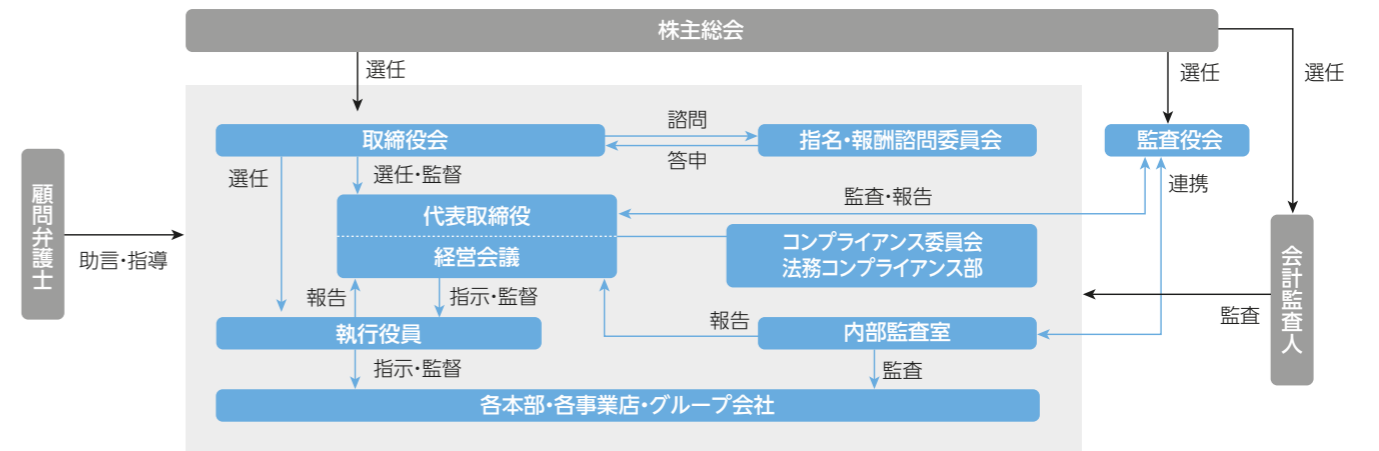 株主総会
選任
選任
選任
取締役会
諮問
答申
指名・報酬諮問委員会
監査役会
選任
選任・監督
連携
監査・報告
顧問弁護士
助言・指導
代表取締役
経営会議
コンプライアンス委員会
法務コンプライアンス部
会計監査人
監査
報告
指示・監督
報告
執行役員
内部監査室
指示・監督
監査
各本部・各事業店・グループ会社